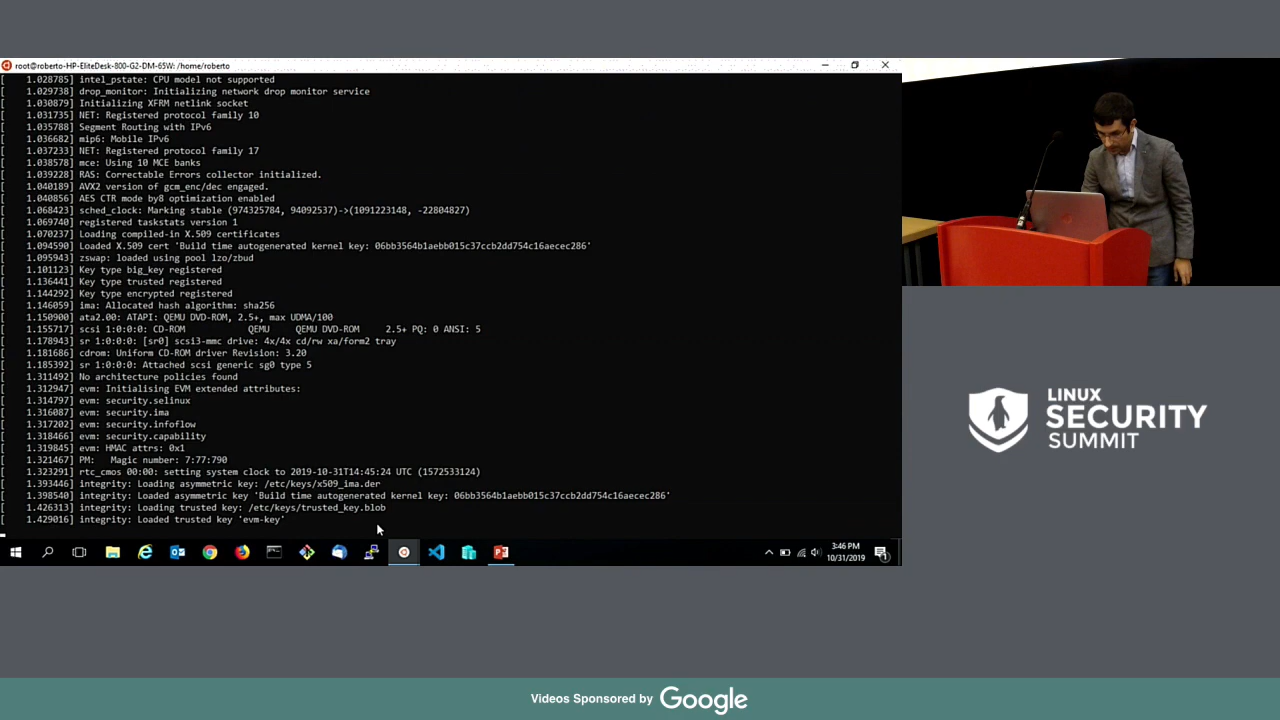 root@roberto-HP-EliteDesk-800-G2-DM-65W: /home/roberto
[    1.028785] intel_pstate: CPU model not supported
[    1.029738] drop_monitor: Initializing network drop monitor service
[    1.030879] Initializing XFRM netlink socket
[    1.031735] NET: Registered protocol family 10
[    1.035788] Segment Routing with IPv6
[    1.036682] mip6: Mobile IPv6
[    1.037233] NET: Registered protocol family 17
[    1.038578] mce: Using 10 MCE banks
[    1.039228] RAS: Correctable Errors collector initialized.
[    1.040189] AVX2 version of gcm_enc/dec engaged.
[    1.040856] AES CTR mode by8 optimization enabled
[    1.068423] sched_clock: Marking stable (974325784, 94092537)->(1091223148, -22804827)
[    1.069740] registered taskstats version 1
[    1.070237] Loading compiled-in X.509 certificates
[    1.094590] Loaded X.509 cert 'Build time autogenerated kernel key: 06bb3564b1aebb015c37ccb2dd754c16aecec286'
[    1.095943] zswap: loaded using pool lzo/zbud
[    1.101123] Key type big_key registered
[    1.136441] Key type trusted registered
[    1.144292] Key type encrypted registered
[    1.146059] ima: Allocated hash algorithm: sha256
[    1.150900] ata2.00: ATAPI: QEMU DVD-ROM, 2.5+, max UDMA/100
[    1.155717] scsi 1:0:0:0: CD-ROM            QEMU     QEMU DVD-ROM     2.5+ PQ: 0 ANSI: 5
[    1.178943] sr 1:0:0:0: [sr0] scsi3-mmc drive: 4x/4x cd/rw xa/form2 tray
[    1.181686] cdrom: Uniform CD-ROM driver Revision: 3.20
[    1.185392] sr 1:0:0:0: Attached scsi generic sg0 type 5
[    1.311492] No architecture policies found
[    1.312947] evm: Initialising EVM extended attributes:
[    1.314797] evm: security.selinux
[    1.316087] evm: security.ima
[    1.317202] evm: security.infoflow
[    1.318466] evm: security.capability
[    1.319845] evm: HMAC attrs: 0x1
[    1.321467] PM:   Magic number: 7:77:790
[    1.323291] rtc_cmos 00:00: setting system clock to 2019-10-31T14:45:24 UTC (1572533124)
[    1.393446] integrity: Loading asymmetric key: /etc/keys/x509_ima.der
[    1.398540] integrity: Loaded asymmetric key 'Build time autogenerated kernel key: 06bb3564b1aebb015c37ccb2dd754c16aecec286'
[    1.426313] integrity: Loading trusted key: /etc/keys/trusted_key.blob
[    1.429016] integrity: Loaded trusted key 'evm-key'
3:46 PM
10/31/2019
LINUX
SECURITY
SUMMIT
Videos Sponsored by Google